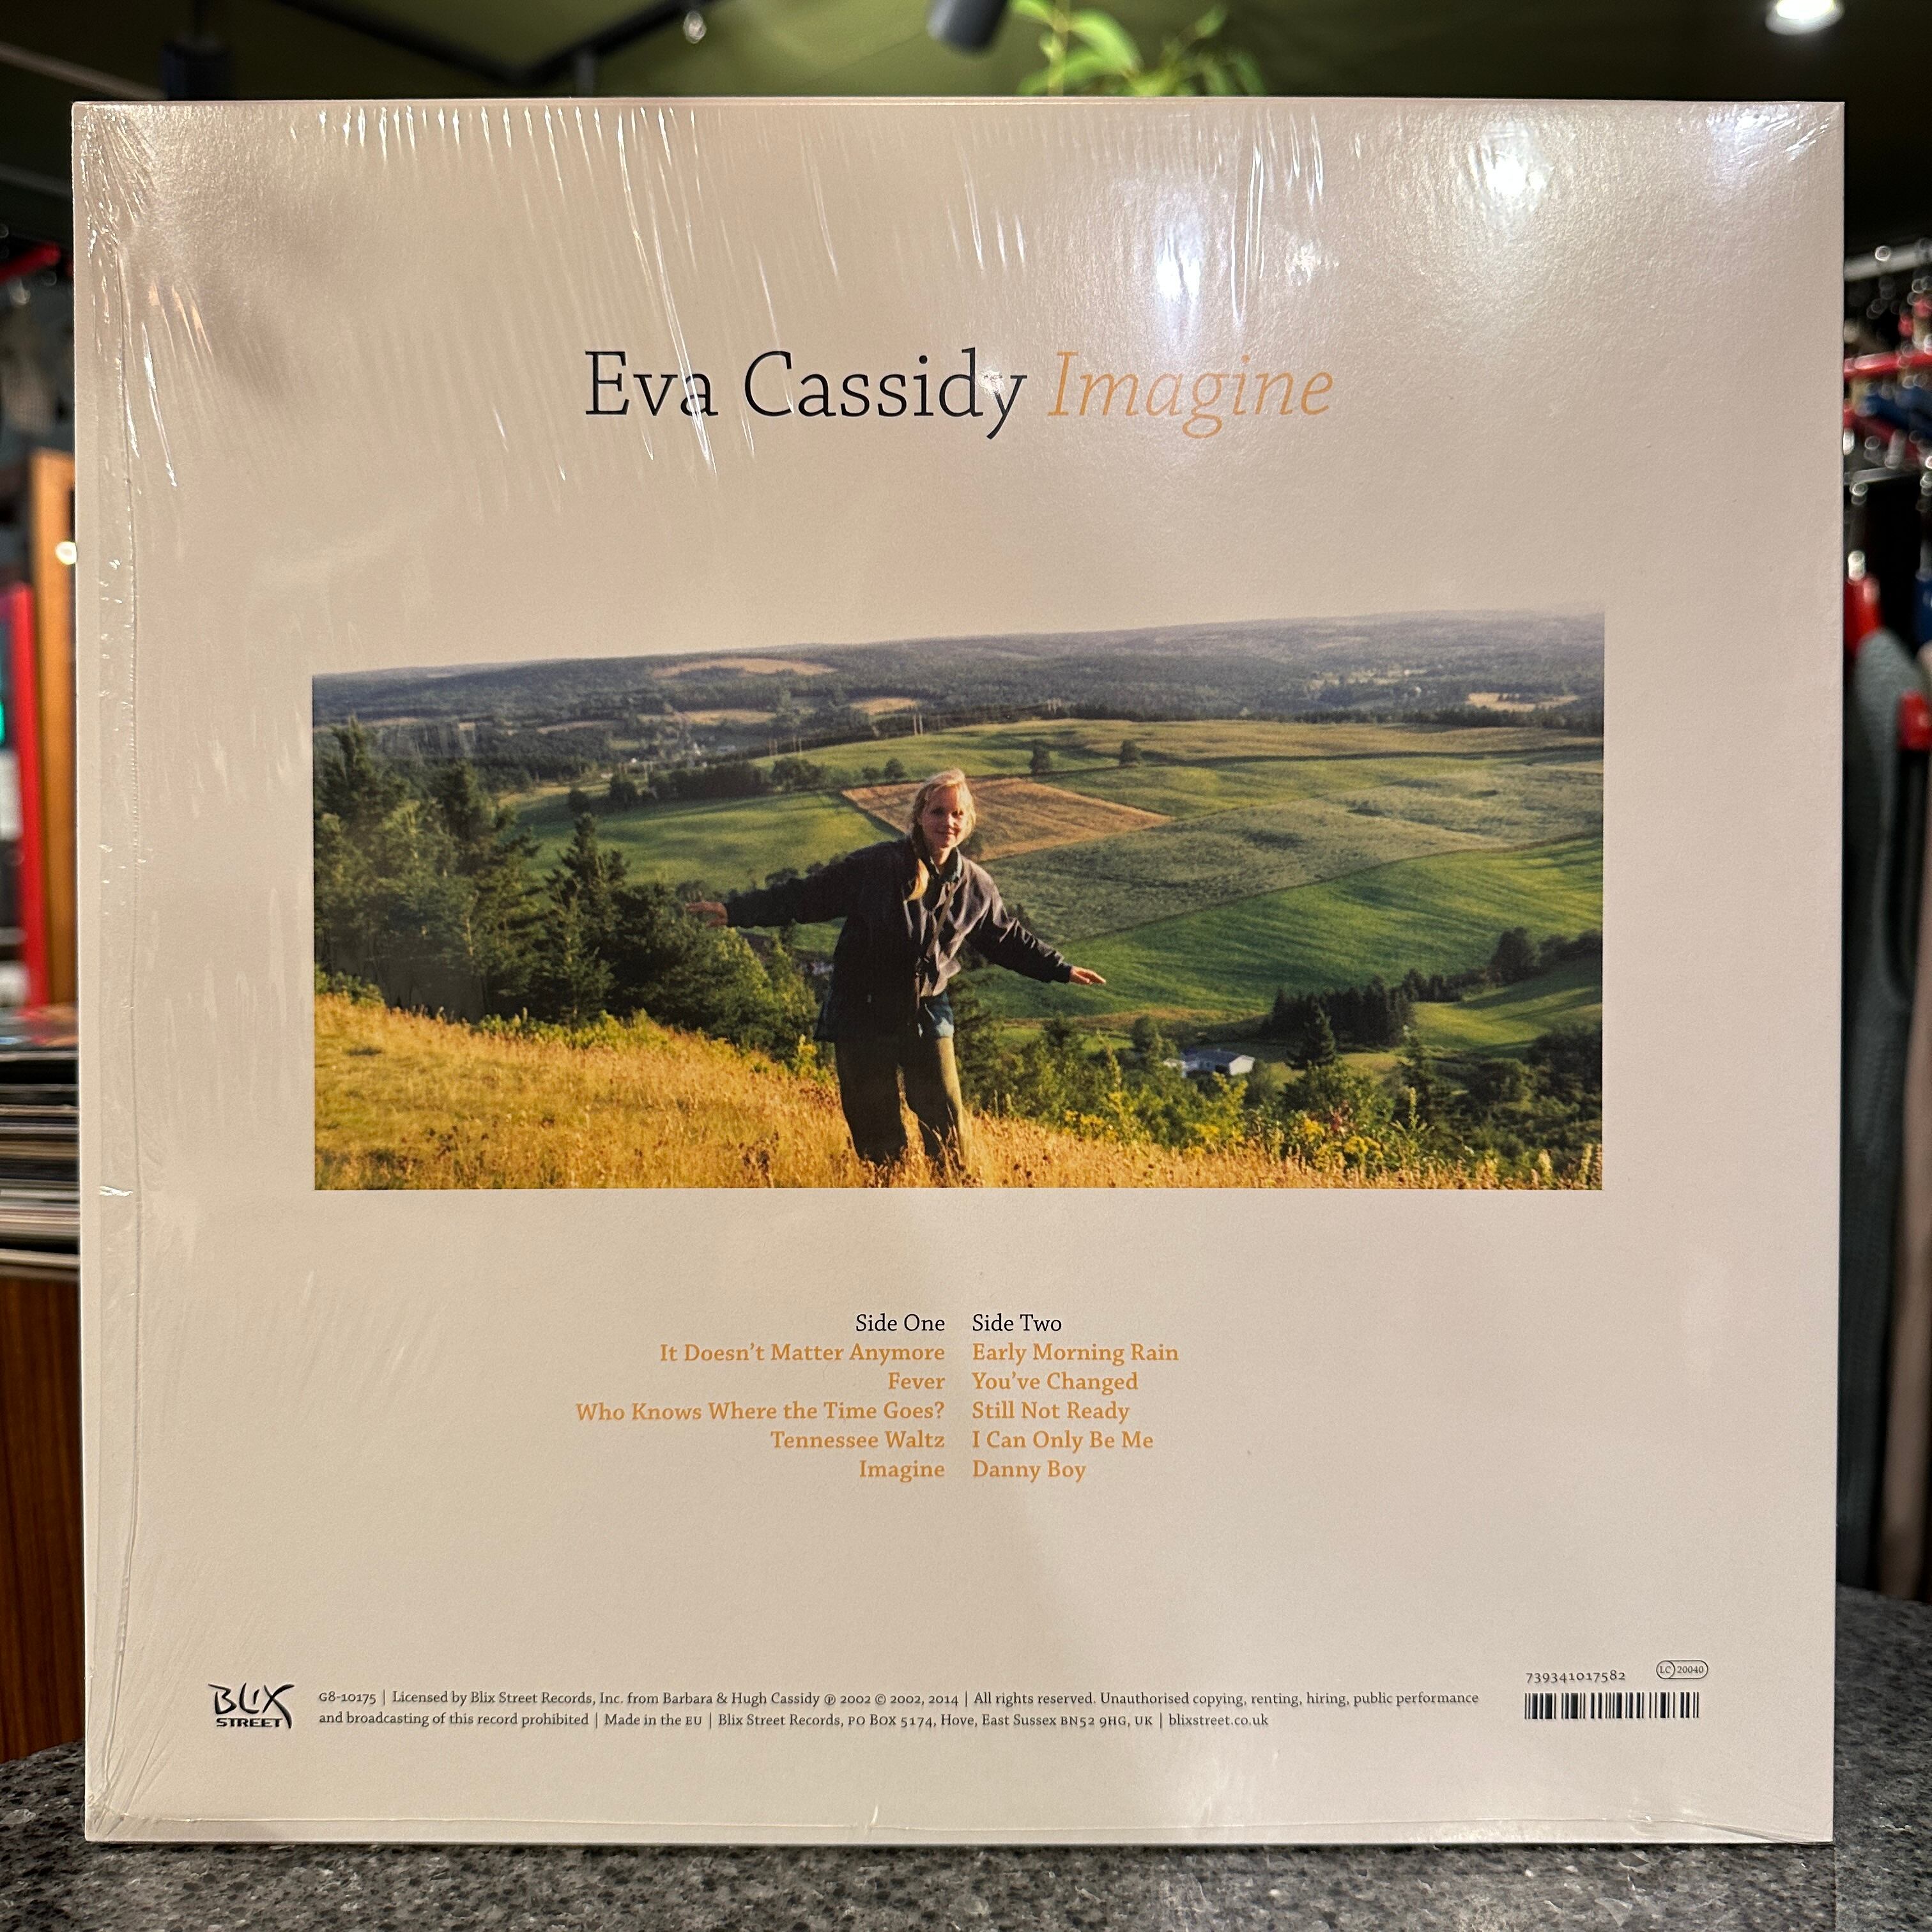 Eva Cassidy Imagine
Side One
It Doesn't Matter Anymore
Fever
Who Knows Where the Time Goes?
Tennessee Waltz
Imagine
Side Two
Early Morning Rain
You've Changed
Still Not Ready
I Can Only Be Me
Danny Boy
BLIX
STREET
G8-10175 | Licensed by Blix Street Records, Inc. from Barbara & Hugh Cassidy ℗ 2002 © 2002, 2014 | All rights reserved. Unauthorised copying, renting, hiring, public performance
and broadcasting of this record prohibited | Made in the EU | Blix Street Records, PO BOX 5174, Hove, East Sussex BN52 9HG, UK | blixstreet.co.uk
739341017582
LC 20040